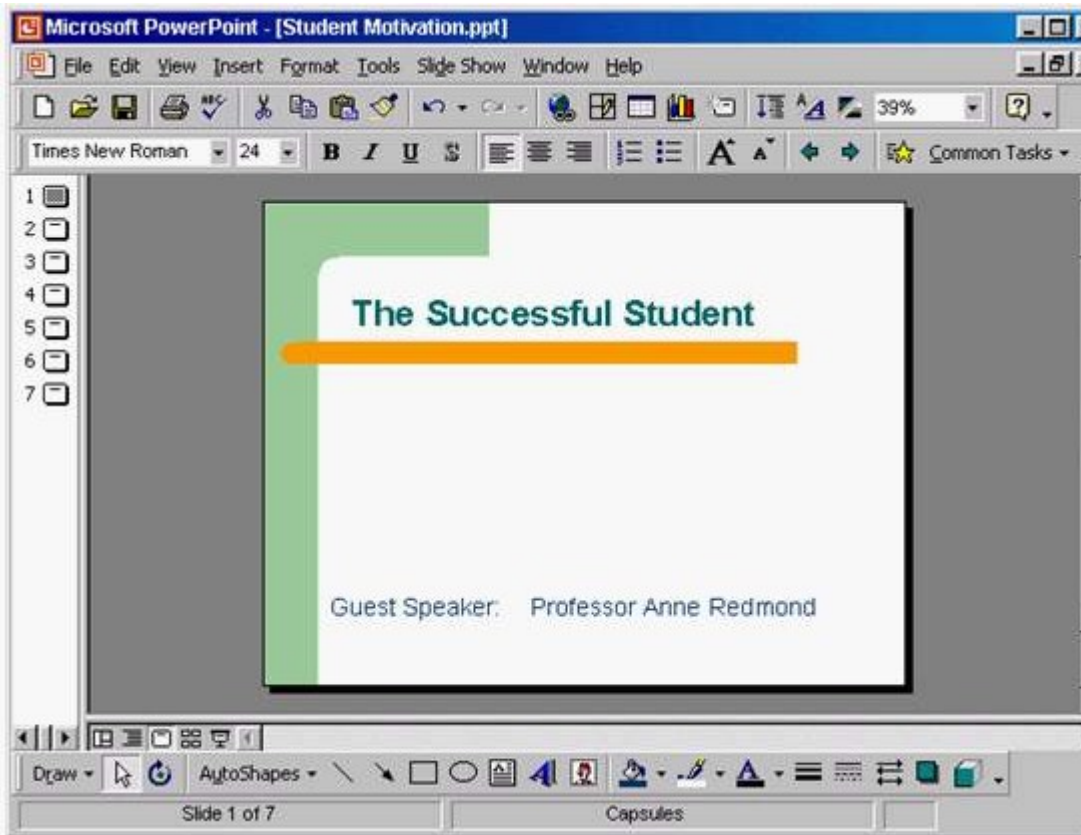 Microsoft PowerPoint - [Student Motivation.ppt]
File Edit View Insert Format Tools Slide Show Window Help
ABC A 39% ?
Times New Roman 24 B I U S A A Common Tasks
1
2
3
4
5
6
7
The Successful Student
Guest Speaker: Professor Anne Redmond
Draw AutoShapes A A
Slide 1 of 7 Capsules